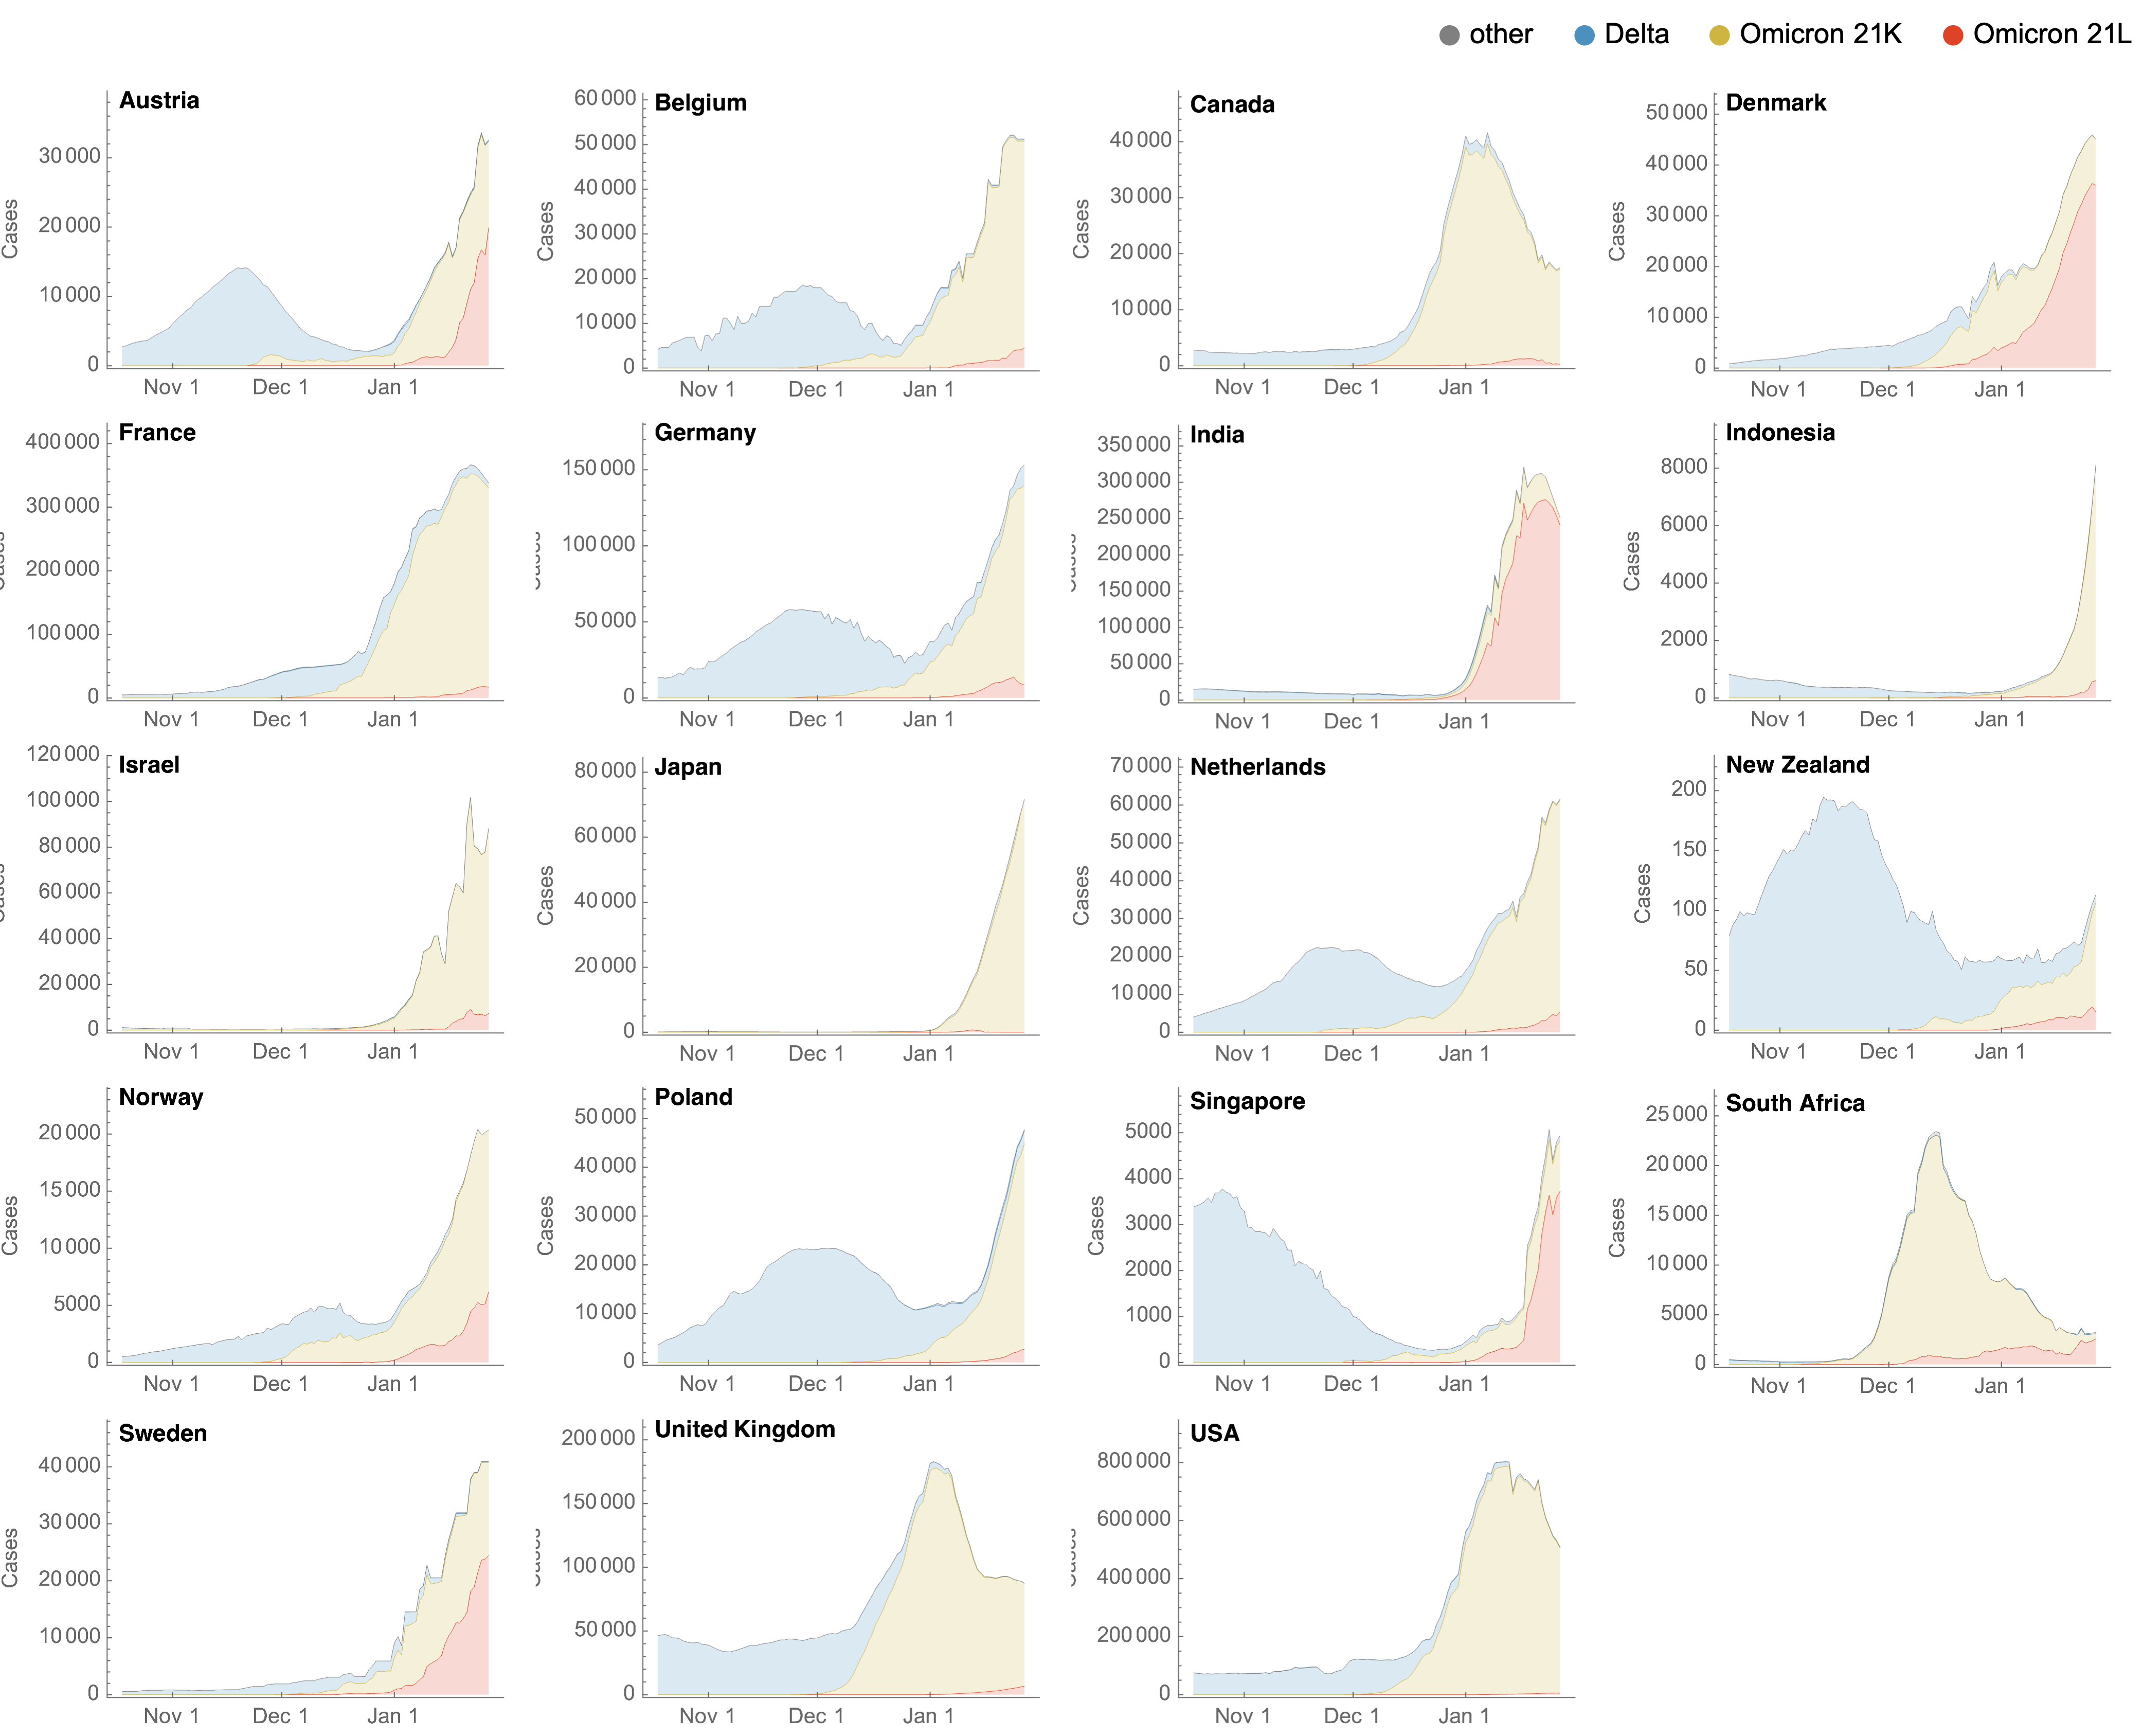 other Delta Omicron 21K Omicron 21L
Austria
Cases
30 000
20 000
10 000
0
Nov 1 Dec 1 Jan 1
Belgium
Cases
60 000
50 000
40 000
30 000
20 000
10 000
0
Nov 1 Dec 1 Jan 1
Canada
Cases
40 000
30 000
20 000
10 000
0
Nov 1 Dec 1 Jan 1
Denmark
Cases
50 000
40 000
30 000
20 000
10 000
0
Nov 1 Dec 1 Jan 1
France
400 000
300 000
200 000
100 000
0
Nov 1 Dec 1 Jan 1
Germany
150 000
100 000
50 000
0
Nov 1 Dec 1 Jan 1
India
350 000
300 000
250 000
200 000
150 000
100 000
50 000
0
Nov 1 Dec 1 Jan 1
Indonesia
Cases
8000
6000
4000
2000
0
Nov 1 Dec 1 Jan 1
Israel
120 000
100 000
80 000
60 000
40 000
20 000
0
Nov 1 Dec 1 Jan 1
Japan
Cases
80 000
60 000
40 000
20 000
0
Nov 1 Dec 1 Jan 1
Netherlands
Cases
70 000
60 000
50 000
40 000
30 000
20 000
10 000
0
Nov 1 Dec 1 Jan 1
New Zealand
Cases
200
150
100
50
0
Nov 1 Dec 1 Jan 1
Norway
Cases
20 000
15 000
10 000
5000
0
Nov 1 Dec 1 Jan 1
Poland
Cases
50 000
40 000
30 000
20 000
10 000
0
Nov 1 Dec 1 Jan 1
Singapore
Cases
5000
4000
3000
2000
1000
0
Nov 1 Dec 1 Jan 1
South Africa
Cases
25 000
20 000
15 000
10 000
5000
0
Nov 1 Dec 1 Jan 1
Sweden
Cases
40 000
30 000
20 000
10 000
0
Nov 1 Dec 1 Jan 1
United Kingdom
200 000
150 000
100 000
50 000
0
Nov 1 Dec 1 Jan 1
USA
800 000
600 000
400 000
200 000
0
Nov 1 Dec 1 Jan 1